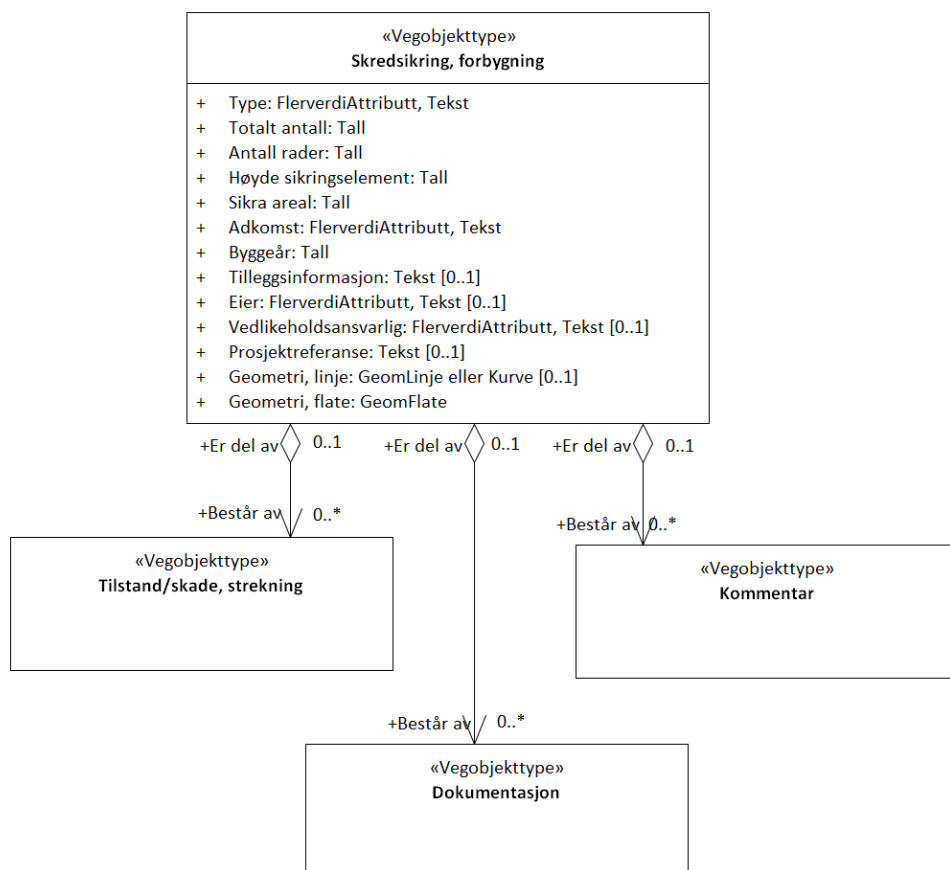 «Vegobjekttype»
Skredsikring, forbygning
+ Type: FlerverdiAttributt, Tekst
+ Totalt antall: Tall
+ Antall rader: Tall
+ Høyde sikringselement: Tall
+ Sikra areal: Tall
+ Adkomst: FlerverdiAttributt, Tekst
+ Byggeår: Tall
+ Tilleggsinformasjon: Tekst [0..1]
+ Eier: FlerverdiAttributt, Tekst [0..1]
+ Vedlikeholdsansvarlig: FlerverdiAttributt, Tekst [0..1]
+ Prosjektreferanse: Tekst [0..1]
+ Geometri, linje: GeomLinje eller Kurve [0..1]
+ Geometri, flate: GeomFlate
+Er del av 0..1 +Er del av 0..1 +Er del av 0..1
+Består av 0..*
+Består av 0..*
«Vegobjekttype»
Tilstand/skade, strekning
«Vegobjekttype»
Kommentar
+Består av 0..*
«Vegobjekttype»
Dokumentasjon